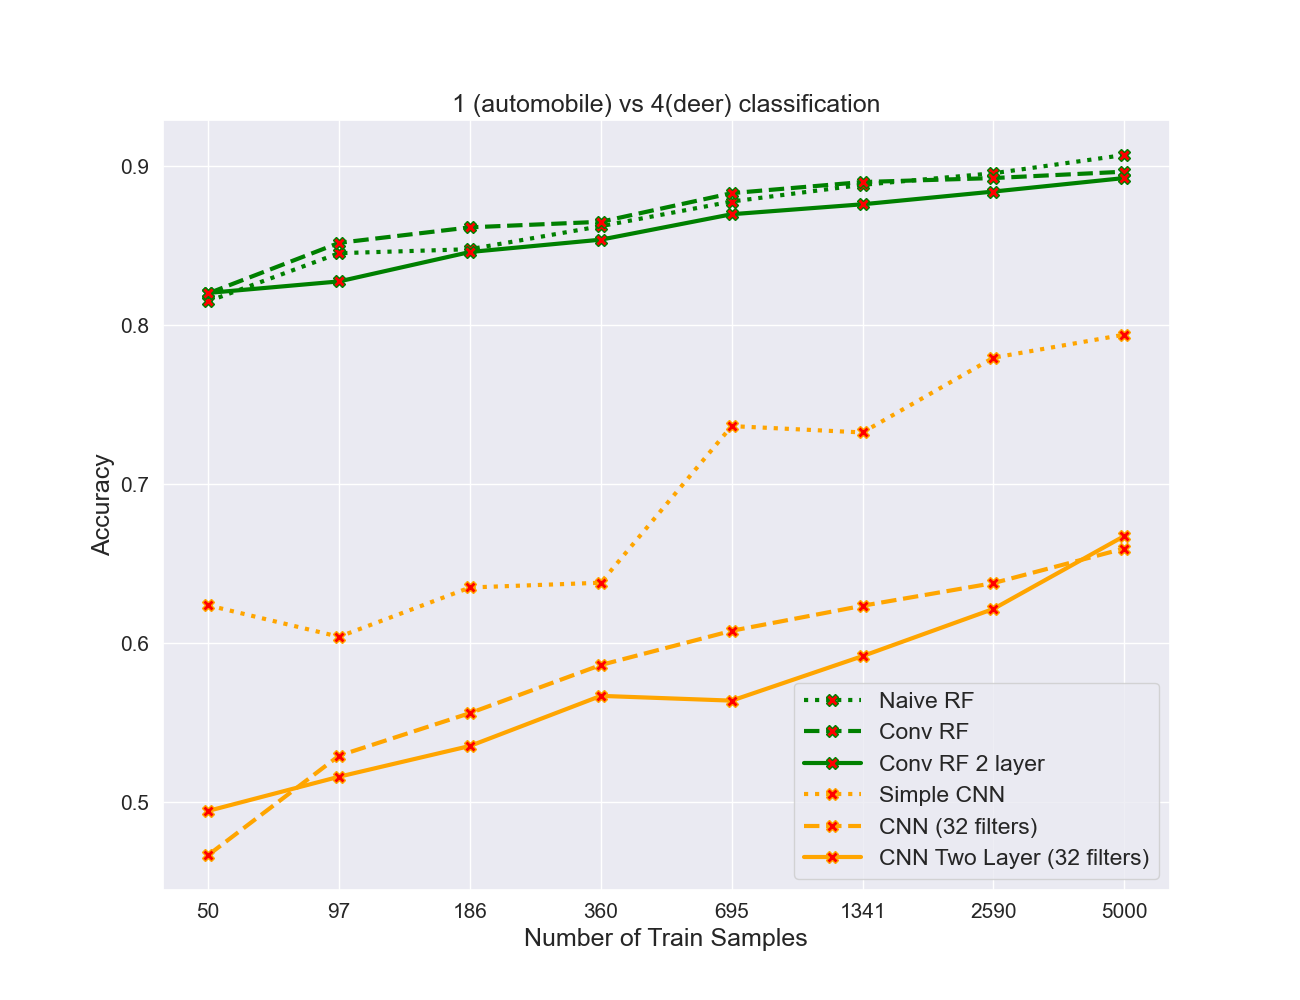 1 (automobile) vs 4(deer) classification
0.9
0.8
0.7
0.6
0.5
Accuracy
50 97 186 360 695 1341 2590 5000
Number of Train Samples
Naive RF
Conv RF
Conv RF 2 layer
Simple CNN
CNN (32 filters)
CNN Two Layer (32 filters)